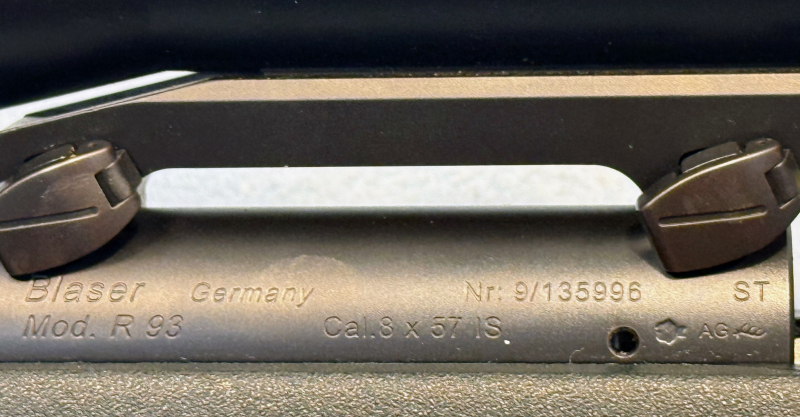 Blaser Germany Nr: 9/135996 ST
Mod. R 93 Cal.8 x 57 IS AG